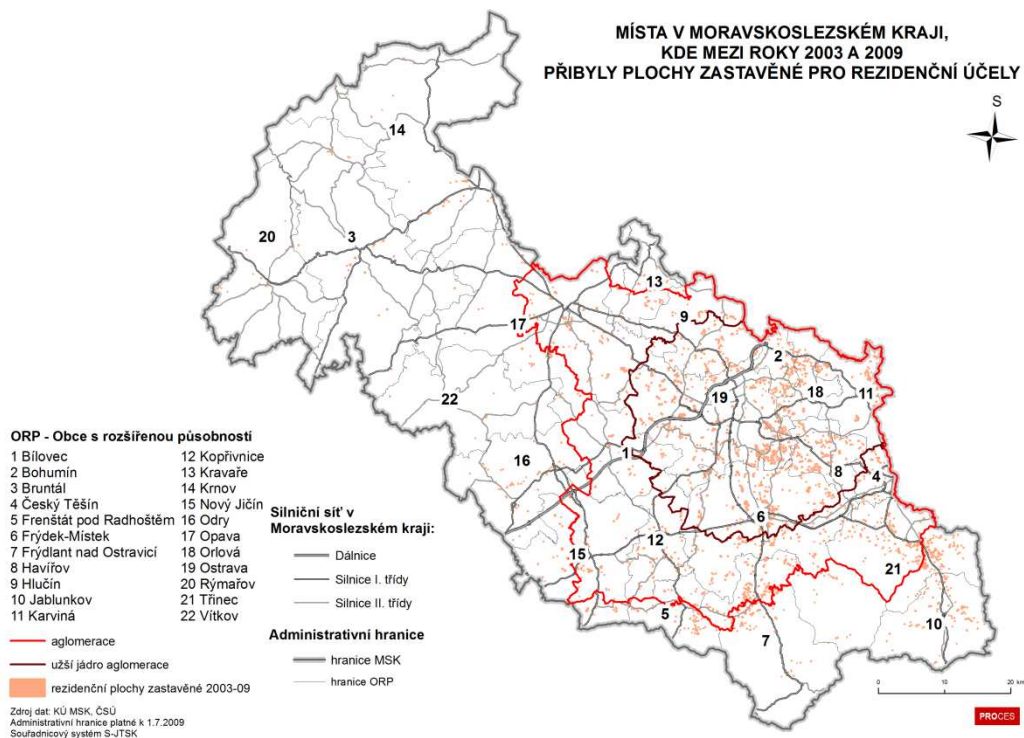 MÍSTA V MORAVSKOSLEZSKÉM KRAJI,
KDE MEZI ROKY 2003 A 2009
PŘIBYLY PLOCHY ZASTAVĚNÉ PRO REZIDENČNÍ ÚČELY
S
14
20
3
13
17
9
2
19
18
11
22
16
1
8
4
6
12
15
21
5
7
10
ORP - Obce s rozšířenou působností
1 Bílovec
2 Bohumín
3 Bruntál
4 Český Těšín
5 Frenštát pod Radhoštěm
6 Frýdek-Místek
7 Frýdlant nad Ostravicí
8 Havířov
9 Hlučín
10 Jablunkov
11 Karviná
12 Kopřivnice
13 Kravaře
14 Krnov
15 Nový Jičín
16 Odry
17 Opava
18 Orlová
19 Ostrava
20 Rýmařov
21 Třinec
22 Vítkov
aglomerace
užší jádro aglomerace
rezidenční plochy zastavěné 2003-09
Silniční síť v
Moravskoslezském kraji:
Dálnice
Silnice I. třídy
Silnice II. třídy
Administrativní hranice
hranice MSK
hranice ORP
Zdroj dat: KÚ MSK, ČSÚ
Administrativní hranice platné k 1.7.2009
Souřadnicový systém S-JTSK
0 10 20 km
PROCES